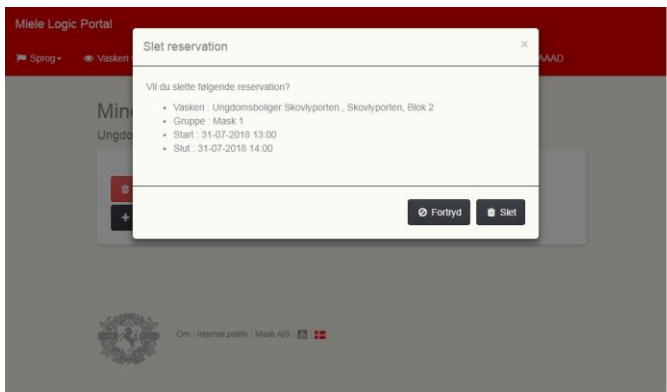 Miele Logic Portal
Slet reservation
×
Sprog
Vaskeri
AAAD
Vil du slette følgende reservation?
Min
• Vaskeri : Ungdomsboliger Skovlyporten., Skovlyporten, Blok 2
• Gruppe : Mask 1
Ungdo
• Start : 31-07-2018 13:00
• Slut : 31-07-2018 14:00
Fortryd
Slet
Om | Internet politik | Miele A/S |